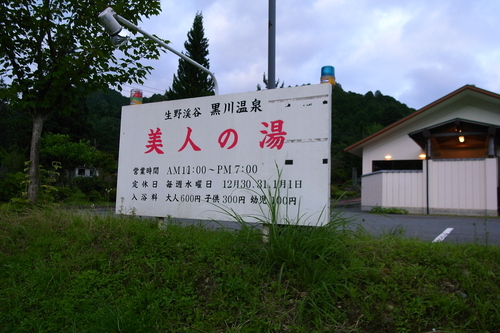 生野渓谷 黒川温泉
美人の湯
営業時間 AM11:00～PM7:00
定休日 毎週水曜日 12月30.31.1月1日
入浴料 大人600円 子供300円 幼児100円